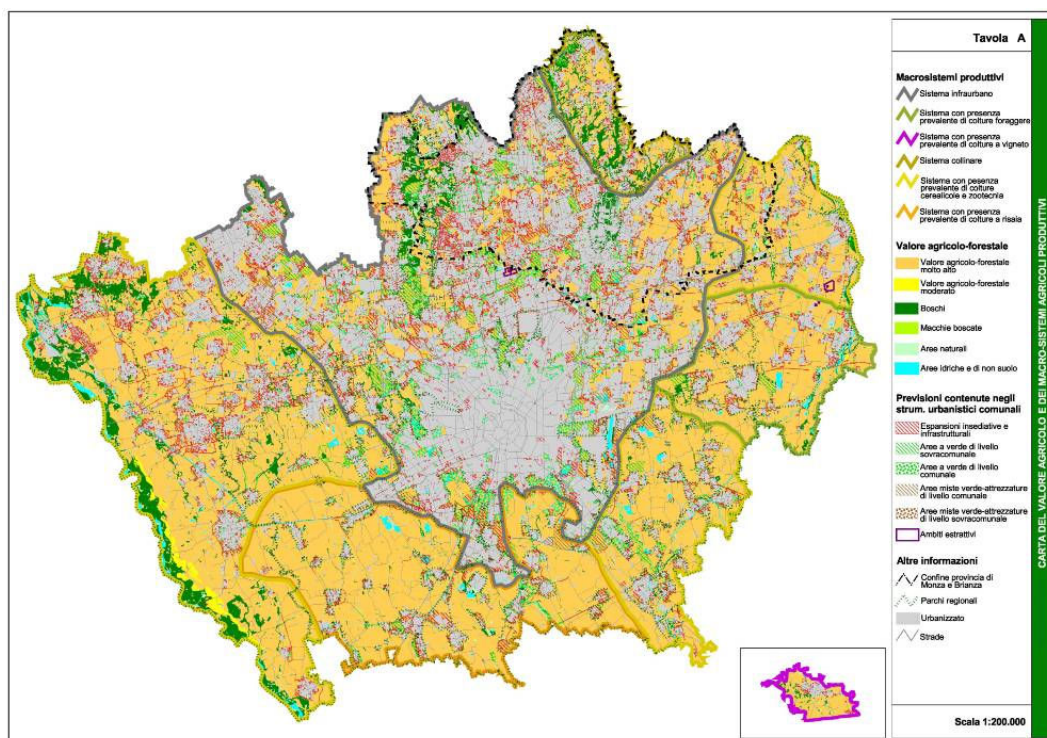 Tavola A
Macrosistemi produttivi
Sistema infraurbano
Sistema con presenza
prevalente di colture foraggere
Sistema con presenza
prevalente di colture a vigneto
Sistema collinare
Sistema con pesenza
prevalente di colture
cerealicole e zootecnia
Sistema con presenza
prevalente di colture a risaia
Valore agricolo-forestale
Valore agricolo-forestale
molto alto
Valore agricolo-forestale
moderato
Boschi
Macchie boscate
Aree naturali
Aree idriche e di non suolo
Previsioni contenute negli
strum. urbanistici comunali
Espansioni insediative e
infrastrutturali
Aree a verde di livello
sovracomunale
Aree a verde di livello
comunale
Aree miste verde-attrezzature
di livello comunale
Aree miste verde-attrezzature
di livello sovracomunale
Ambiti estrattivi
Altre informazioni
Confine provincia di
Monza e Brianza
Parchi regionali
Urbanizzato
Strade
Scala 1:200.000
CARTA DEL VALORE AGRICOLO E DEI MACRO-SISTEMI AGRICOLI PRODUTTIVI